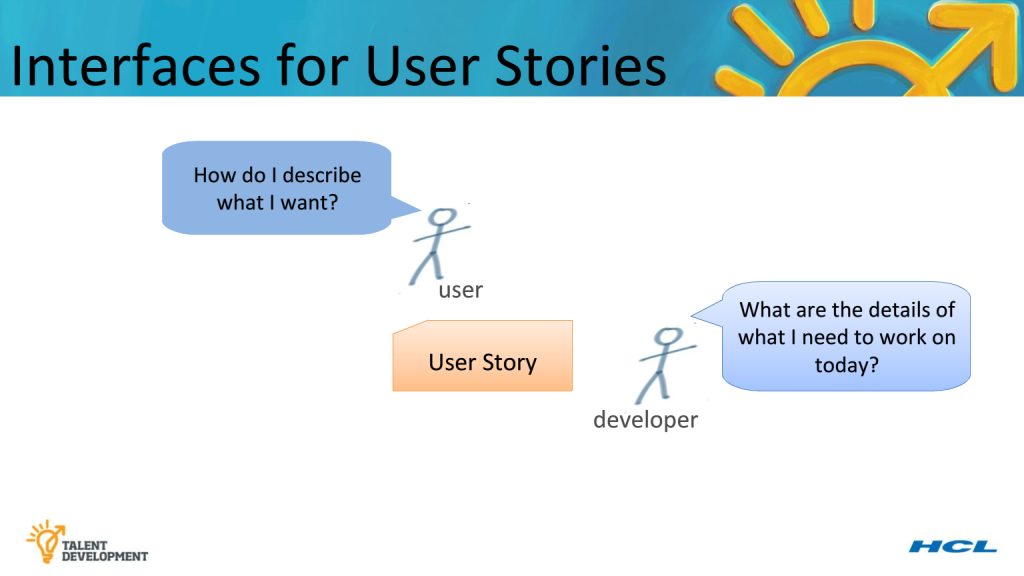 Interfaces for User Stories
How do I describe
what I want?
user
What are the details of
what I need to work on
today?
User Story
developer
TALENT
DEVELOPMENT
HCL